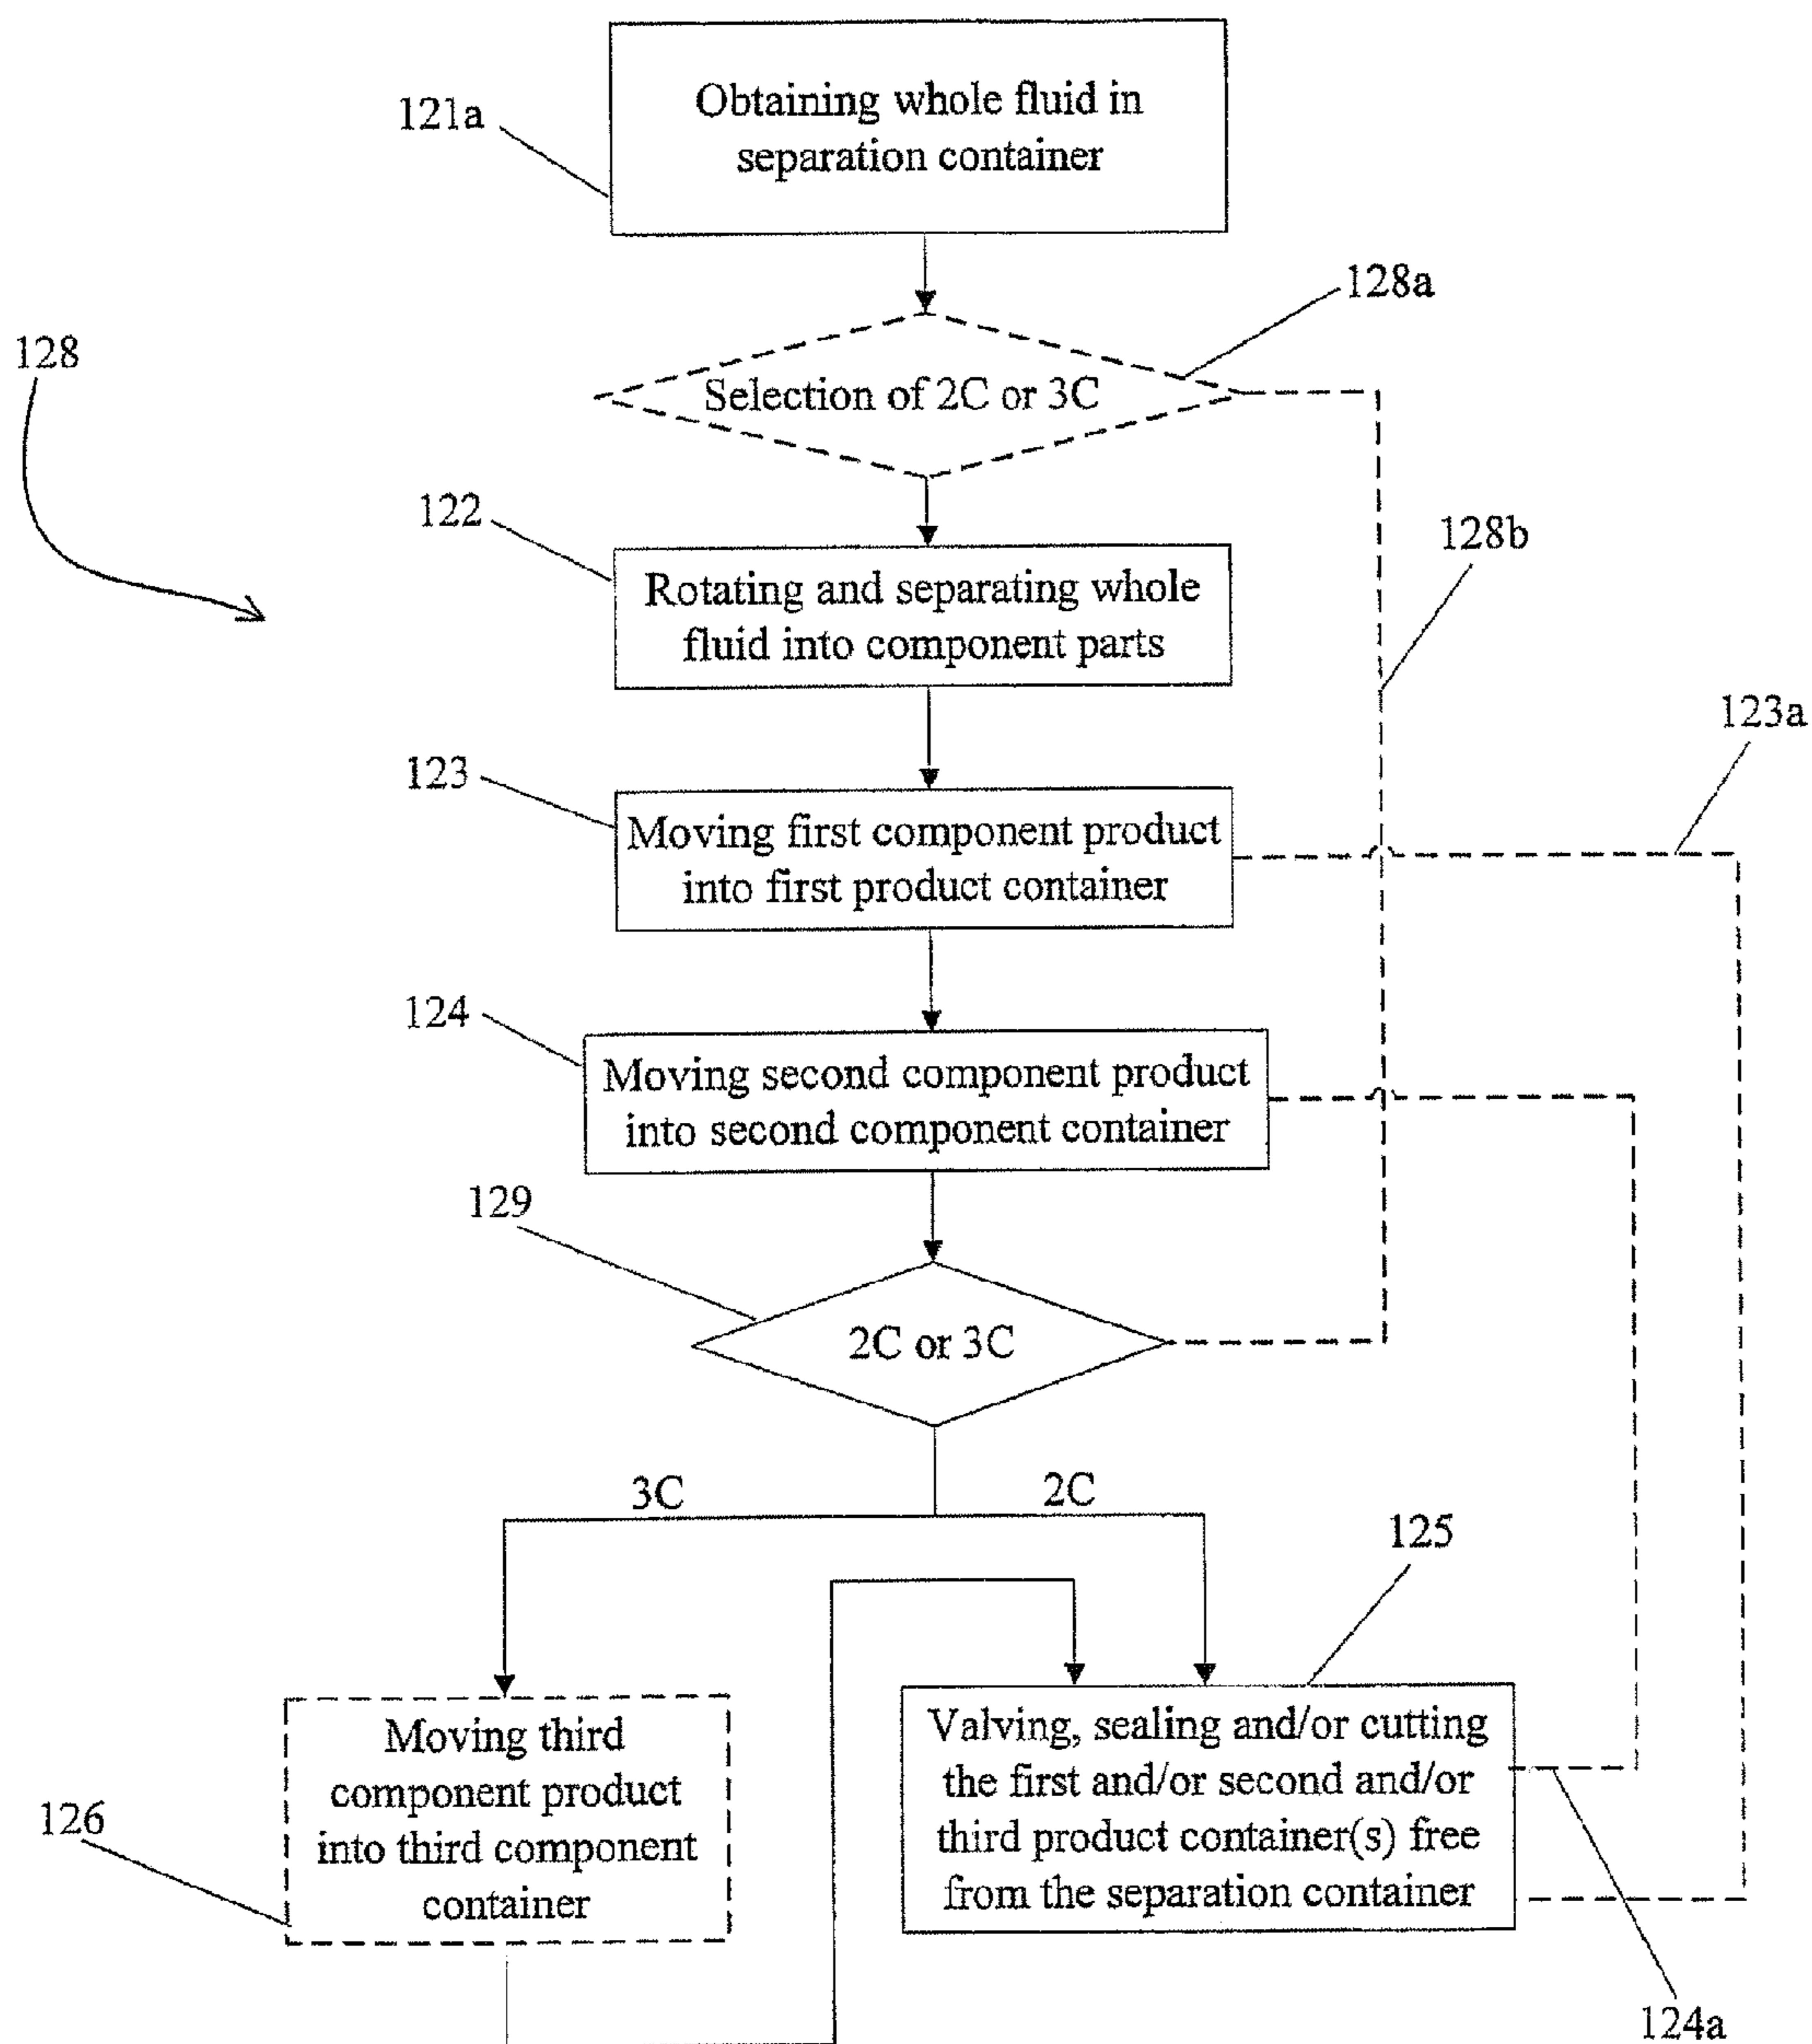 121a
Obtaining whole fluid in
separation container
128a
128
Selection of 2C or 3C
122
128b
Rotating and separating whole
fluid into component parts
123a
123
Moving first component product
into first product container
124
Moving second component product
into second component container
129
2C or 3C
3C
2C
125
Moving third
component product
into third component
container
126
Valving, sealing and/or cutting
the first and/or second and/or
third product container(s) free
from the separation container
124a